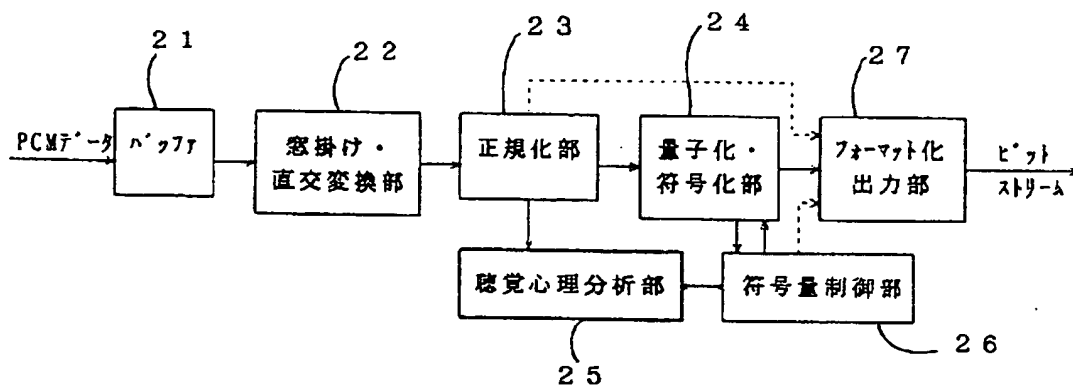 21
22
23
24
27
PCMデータ
バッファ
窓掛け・
直交変換部
正規化部
量子化・
符号化部
フォーマット化
出力部
ビット
ストリーム
聴覚心理分析部
符号量制御部
25
26